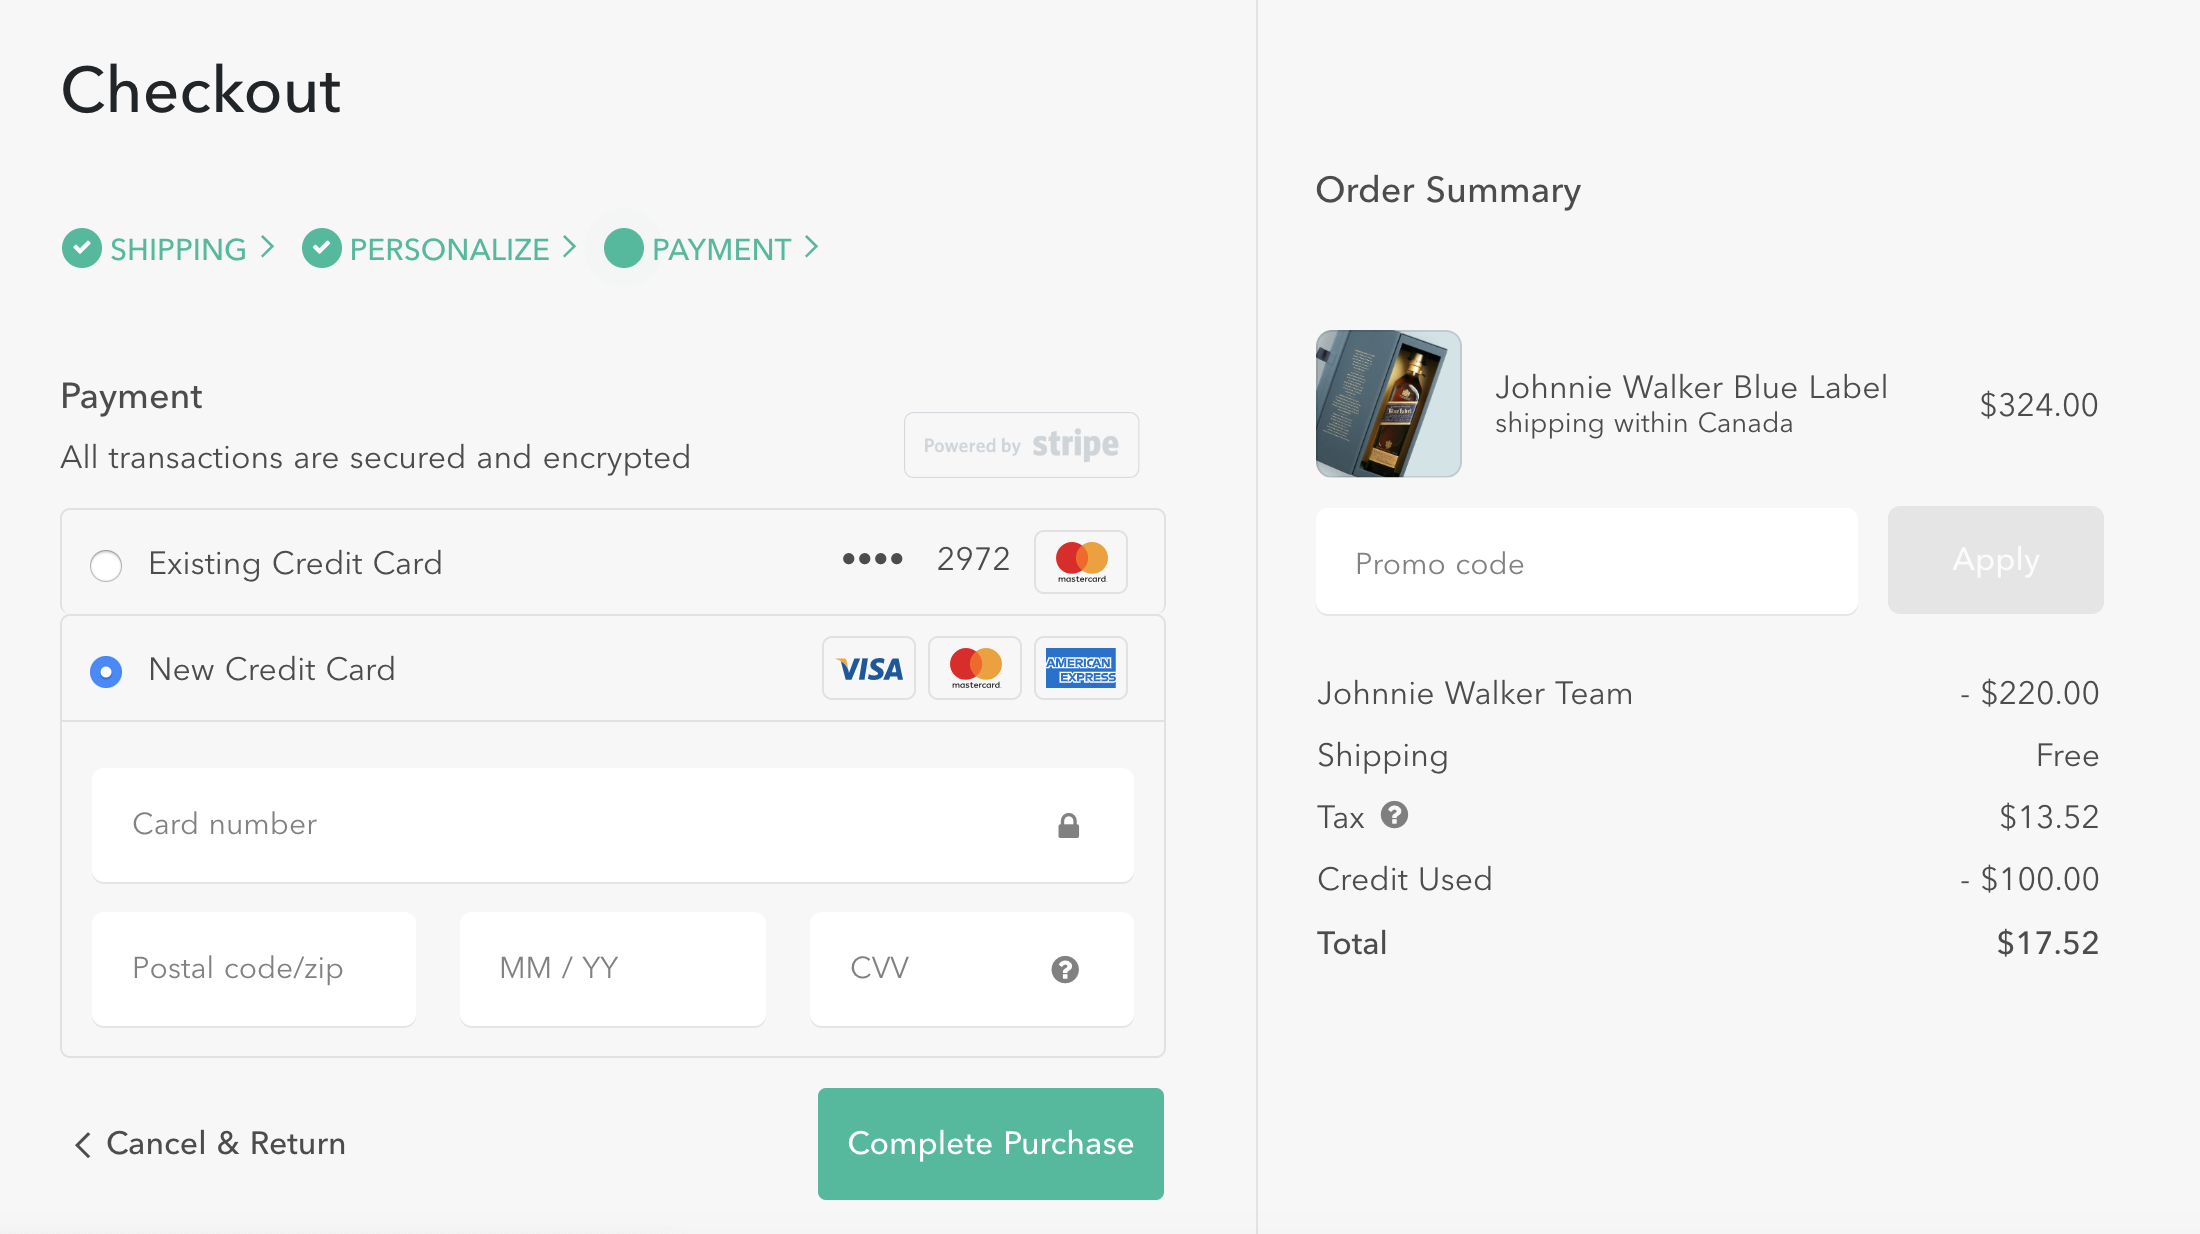 Checkout
SHIPPING
PERSONALIZE
PAYMENT
Payment
All transactions are secured and encrypted
Powered by stripe
Existing Credit Card
•••• 2972
mastercard
New Credit Card
VISA
mastercard
AMERICAN
EXPRESS
Card number
Postal code/zip
MM / YY
CVV
?
Cancel & Return
Complete Purchase
Order Summary
Johnnie Walker Blue Label
shipping within Canada
$324.00
Promo code
Apply
Johnnie Walker Team - $220.00
Shipping Free
Tax ? $13.52
Credit Used - $100.00
Total $17.52